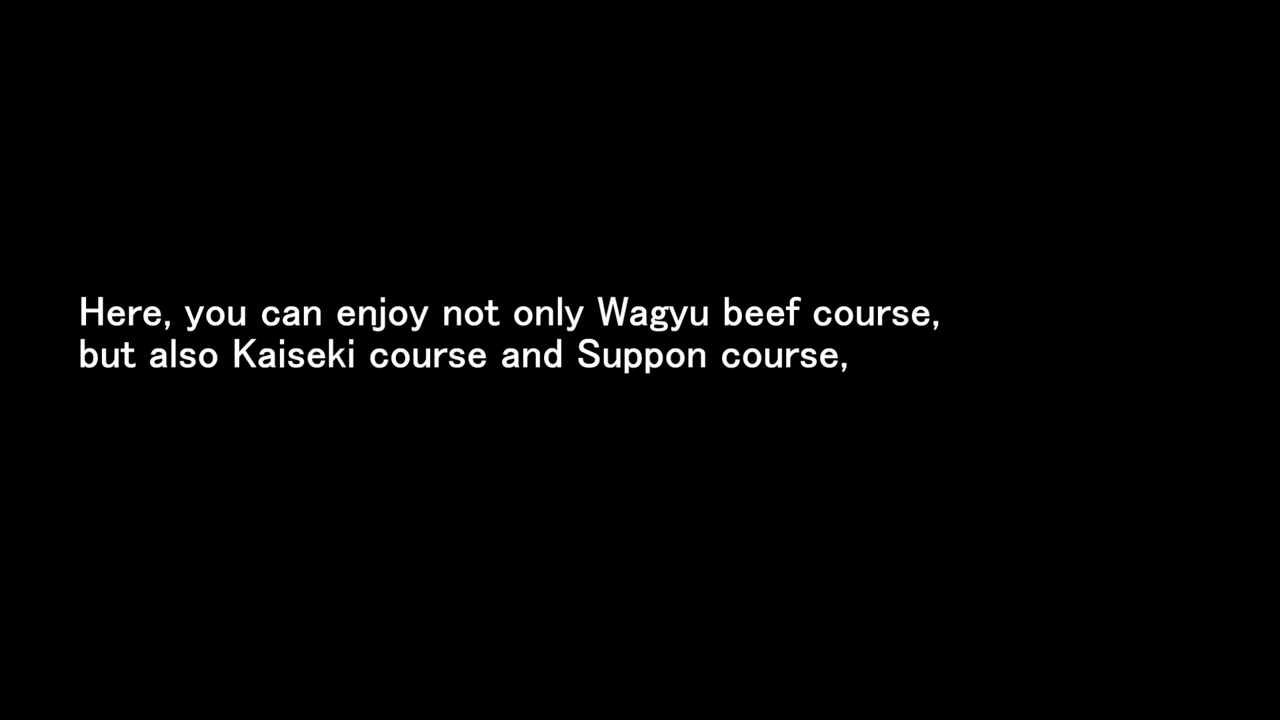 Here, you can enjoy not only Wagyu beef course,
but also Kaiseki course and Suppon course,